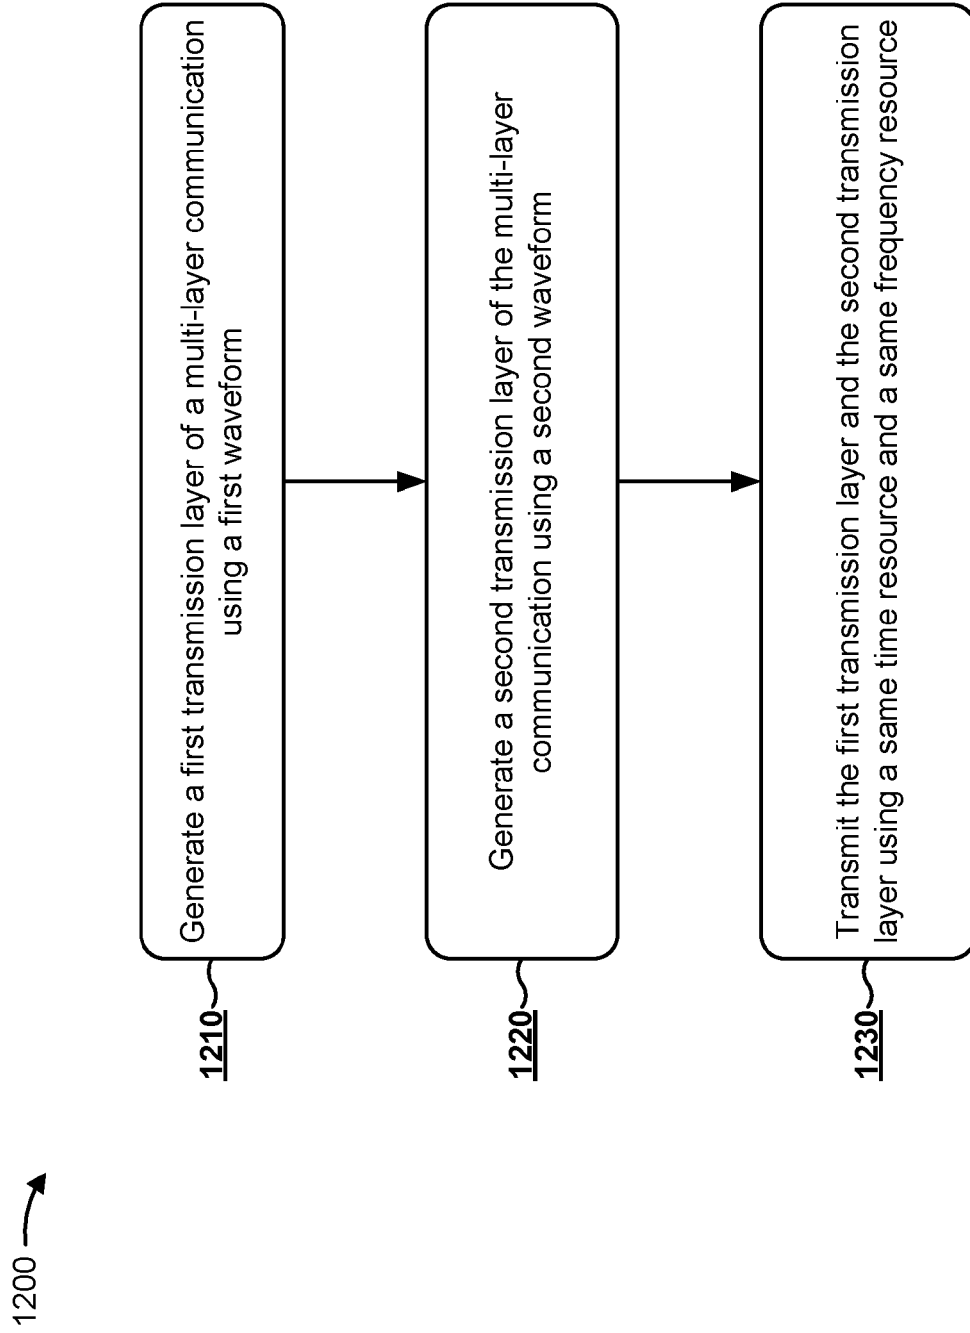 1200
1210
Generate a first transmission layer of a multi-layer communication
using a first waveform
1220
Generate a second transmission layer of the multi-layer
communication using a second waveform
1230
Transmit the first transmission layer and the second transmission
layer using a same time resource and a same frequency resource